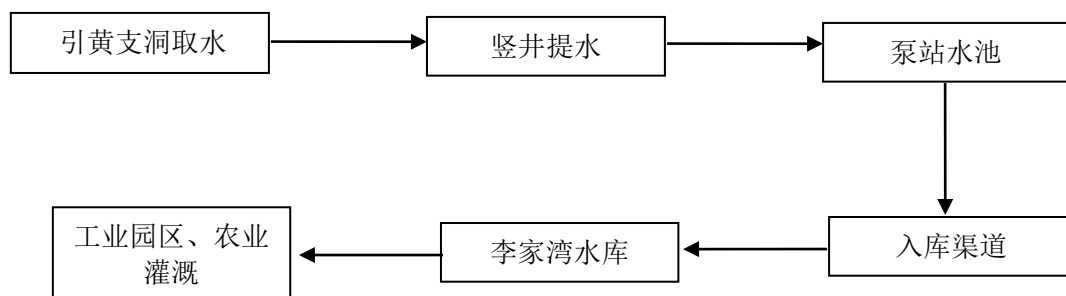 引黄支洞取水
竖井提水
泵站水池
入库渠道
李家湾水库
工业园区、农业
灌溉